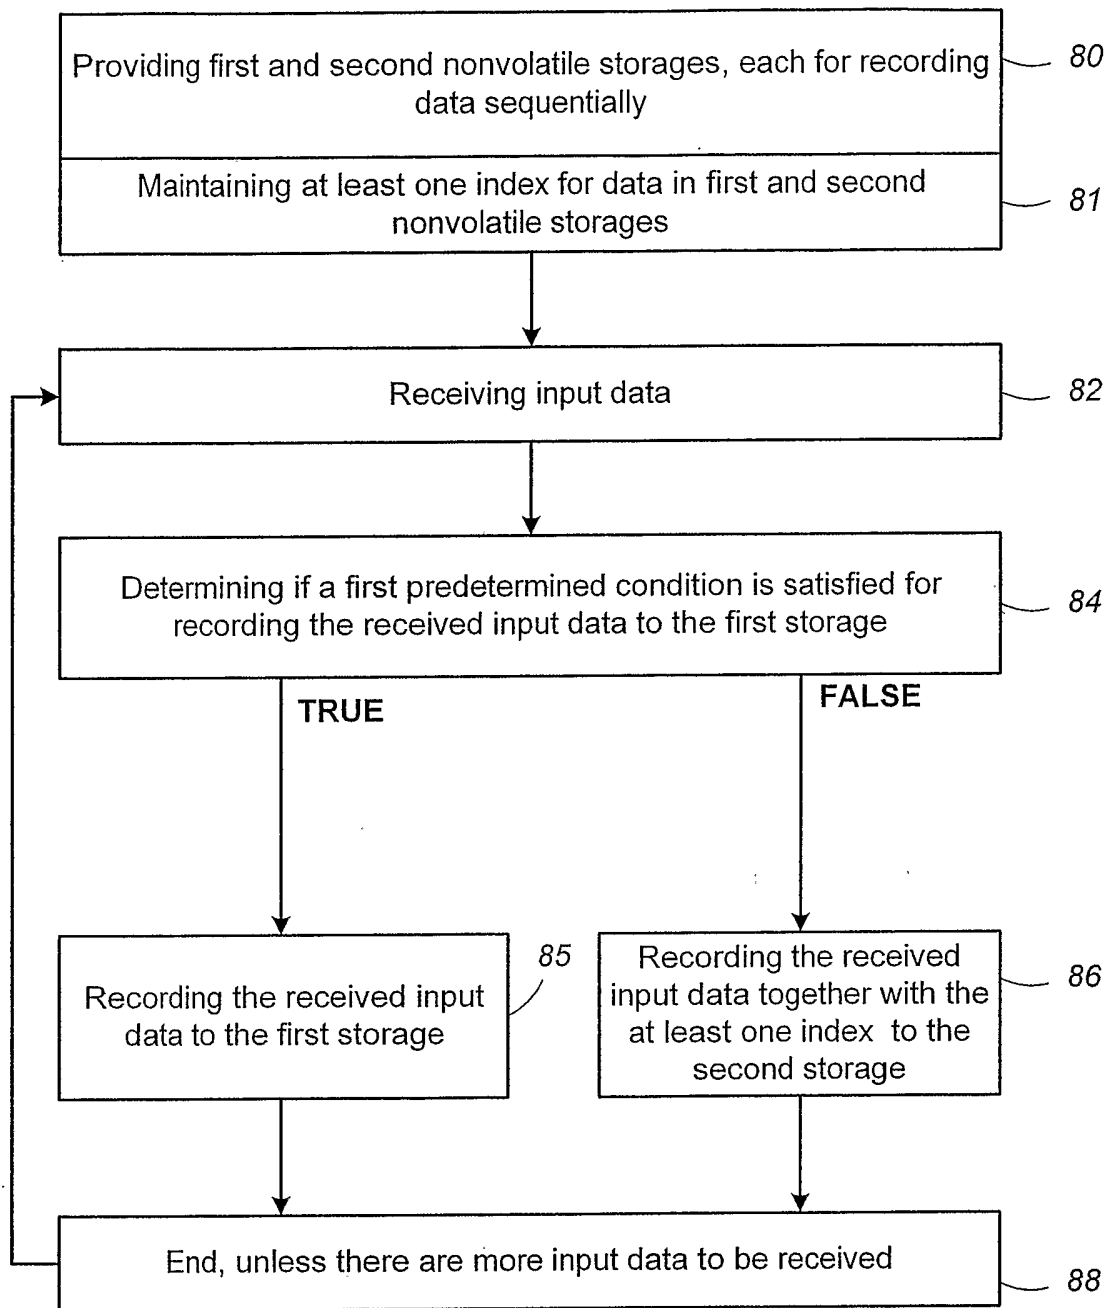 Providing first and second nonvolatile storages, each for recording
data sequentially
80
Maintaining at least one index for data in first and second
nonvolatile storages
81
Receiving input data
82
Determining if a first predetermined condition is satisfied for
recording the received input data to the first storage
84
TRUE
FALSE
Recording the received input
data to the first storage
85
Recording the received
input data together with the
at least one index to the
second storage
86
End, unless there are more input data to be received
88